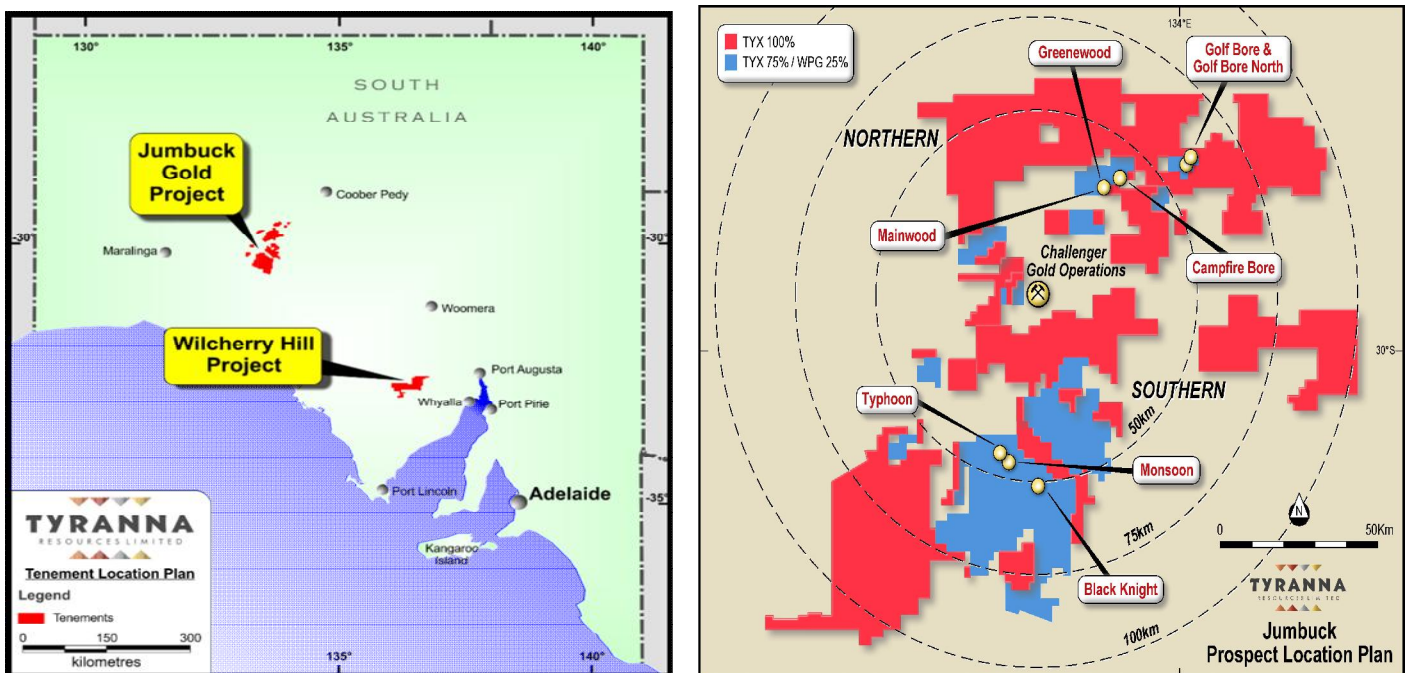 130°
135°
140°
SOUTH
AUSTRALIA
Jumbuck
Gold
Project
Coober Pedy
-30°
-30°
Maralinga
Woomera
Wilcherry Hill
Project
Port Augusta
Whyalla
Port Pirie
Port Lincoln
Adelaide
-35°
Kangaroo
Island
TYRANNA
RESOURCES LIMITED
Tenement Location Plan
Legend
Tenements
0 150 300
kilometres
135°
140°
134°E
TYX 100%
TYX 75% / WPG 25%
Greenewood
Golf Bore &
Golf Bore North
NORTHERN
Mainwood
Challenger
Gold Operations
Campfire Bore
30°S
SOUTHERN
Typhoon
50km
Monsoon
N
0 50Km
75km
Black Knight
TYRANNA
RESOURCES LIMITED
100km
Jumbuck
Prospect Location Plan